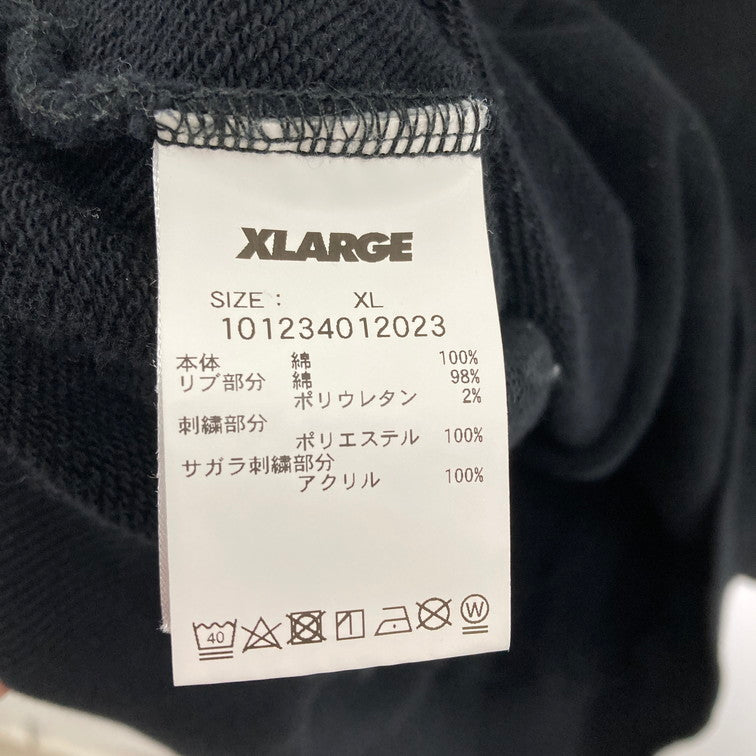 XLARGE
SIZE : XL
101234012023
本体 綿 100%
リブ部分 綿 98%
ポリウレタン 2%
刺繍部分
ポリエステル 100%
サガラ刺繍部分
アクリル 100%
40 W